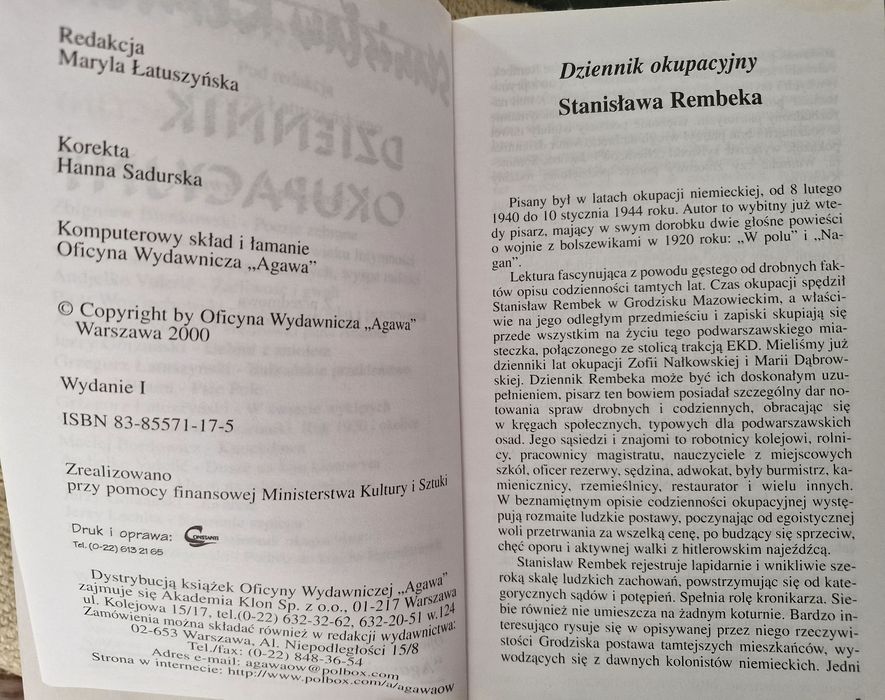 Redakcja
Maryla Łatuszyńska
Korekta
Hanna Sadurska
Komputerowy skład i łamanie
Oficyna Wydawnicza „Agawa”
© Copyright by Oficyna Wydawnicza „Agawa”
Warszawa 2000
Wydanie I
ISBN 83-85571-17-5
Zrealizowano
przy pomocy finansowej Ministerstwa Kultury i Sztuki
Druk i oprawa: CONSTANS
Tel. (0-22) 613 21 65
Dystrybucją książek Oficyny Wydawniczej „Agawa”
zajmuje się Akademia Klon Sp. z o.o., 01-217 Warszawa
ul. Kolejowa 15/17, tel.(0-22) 632-32-62, 632-20-51 w.124
Zamówienia można składać również w redakcji wydawnictwa:
02-653 Warszawa, Al. Niepodległości 15/8
Tel./fax: (0-22) 848-36-54
Adres e-mail: agawaow@polbox.com
Strona w internecie: http://www.polbox.com/a/agawaow
Dziennik okupacyjny
Stanisława Rembeka
Pisany był w latach okupacji niemieckiej, od 8 lutego
1940 do 10 stycznia 1944 roku. Autor to wybitny już wte-
dy pisarz, mający w swym dorobku dwie głośne powieści
o wojnie z bolszewikami w 1920 roku: „W polu” i „Na-
gan”.
Lektura fascynująca z powodu gęstego od drobnych fak-
tów opisu codzienności tamtych lat. Czas okupacji spędził
Stanisław Rembek w Grodzisku Mazowieckim, a właści-
wie na jego odległym przedmieściu i zapiski skupiają się
przede wszystkim na życiu tego podwarszawskiego mia-
steczka, połączonego ze stolicą trakcją EKD. Mieliśmy już
dzienniki lat okupacji Zofii Nałkowskiej i Marii Dąbrow-
skiej. Dziennik Rembeka może być ich doskonałym uzu-
pełnieniem, pisarz ten bowiem posiadał szczególny dar no-
towania spraw drobnych i codziennych, obracając się
w kręgach społecznych, typowych dla podwarszawskich
osad. Jego sąsiedzi i znajomi to robotnicy kolejowi, rolni-
cy, pracownicy magistratu, nauczyciele z miejscowych
szkół, oficer rezerwy, sędzina, adwokat, były burmistrz, ka-
mienicznicy, rzemieślnicy, restaurator i wielu innych.
W beznamiętnym opisie codzienności okupacyjnej wystę-
pują rozmaite ludzkie postawy, poczynając od egoistycznej
woli przetrwania za wszelką cenę, po budzący się sprzeciw,
chęć oporu i aktywnej walki z hitlerowskim najeźdźcą.
Stanisław Rembek rejestruje lapidarnie i wnikliwie sze-
roką skalę ludzkich zachowań, powstrzymując się od kate-
gorycznych sądów i potępień. Spełnia rolę kronikarza. Sie-
bie również nie umieszcza na żadnym koturnie. Bardzo in-
teresująco rysuje się w opisywanej przez niego rzeczywi-
stości Grodziska postawa tamtejszych mieszkańców, wy-
wodzących się z dawnych kolonistów niemieckich. Jedni